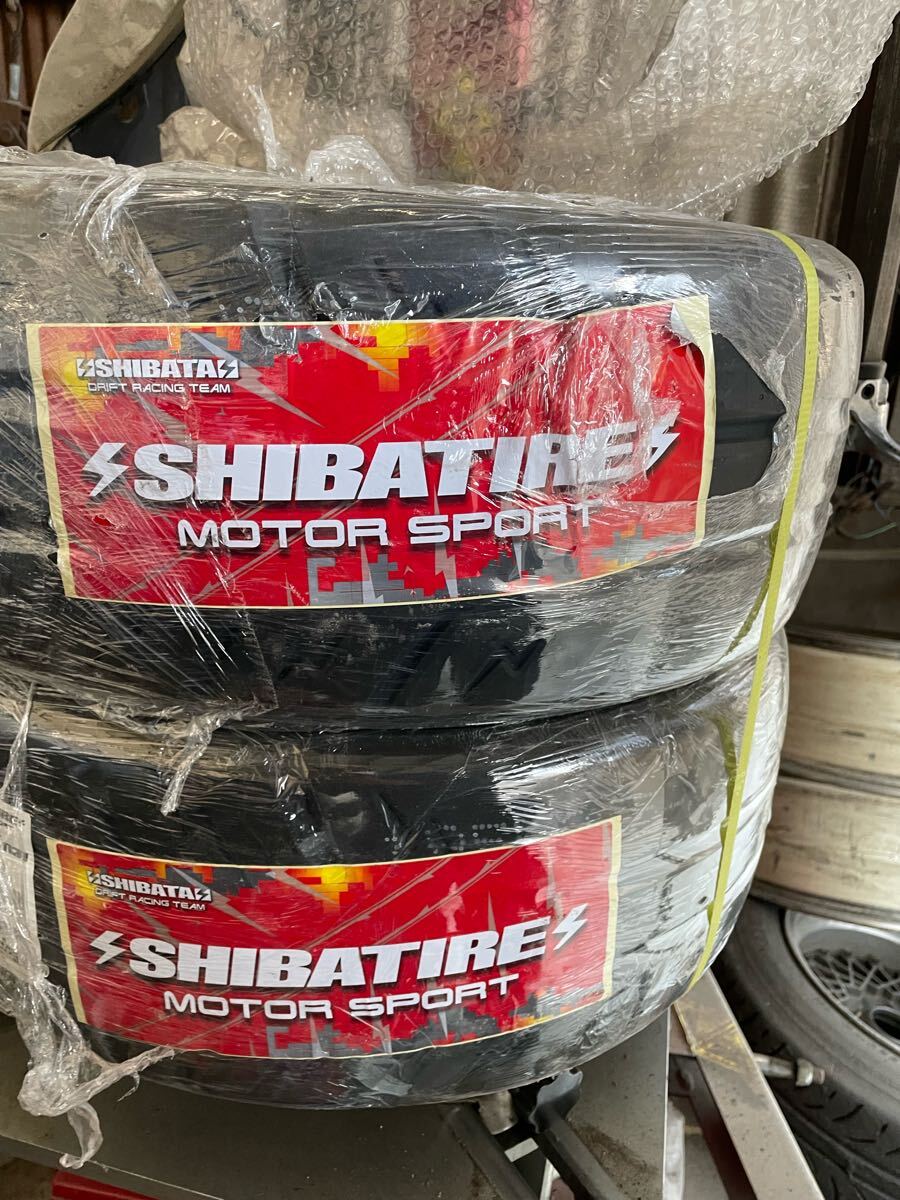 SHIBATA
DRIFT RACING TEAM
SHIBATIRE
MOTOR SPORT
SHIBATA
DRIFT RACING TEAM
SHIBATIRE
MOTOR SPORT